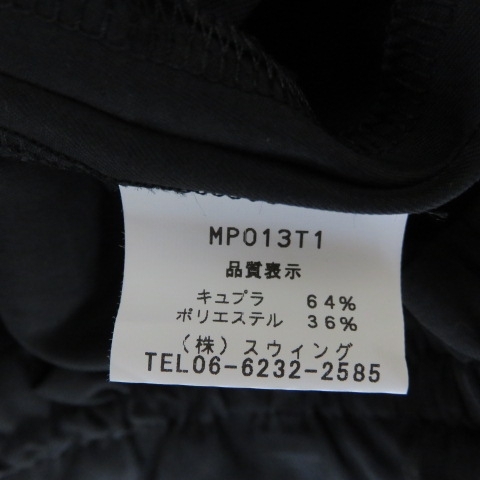 MP013T1
品質表示
キュプラ 64%
ポリエステル 36%
(株)スウィング
TEL06-6232-2585